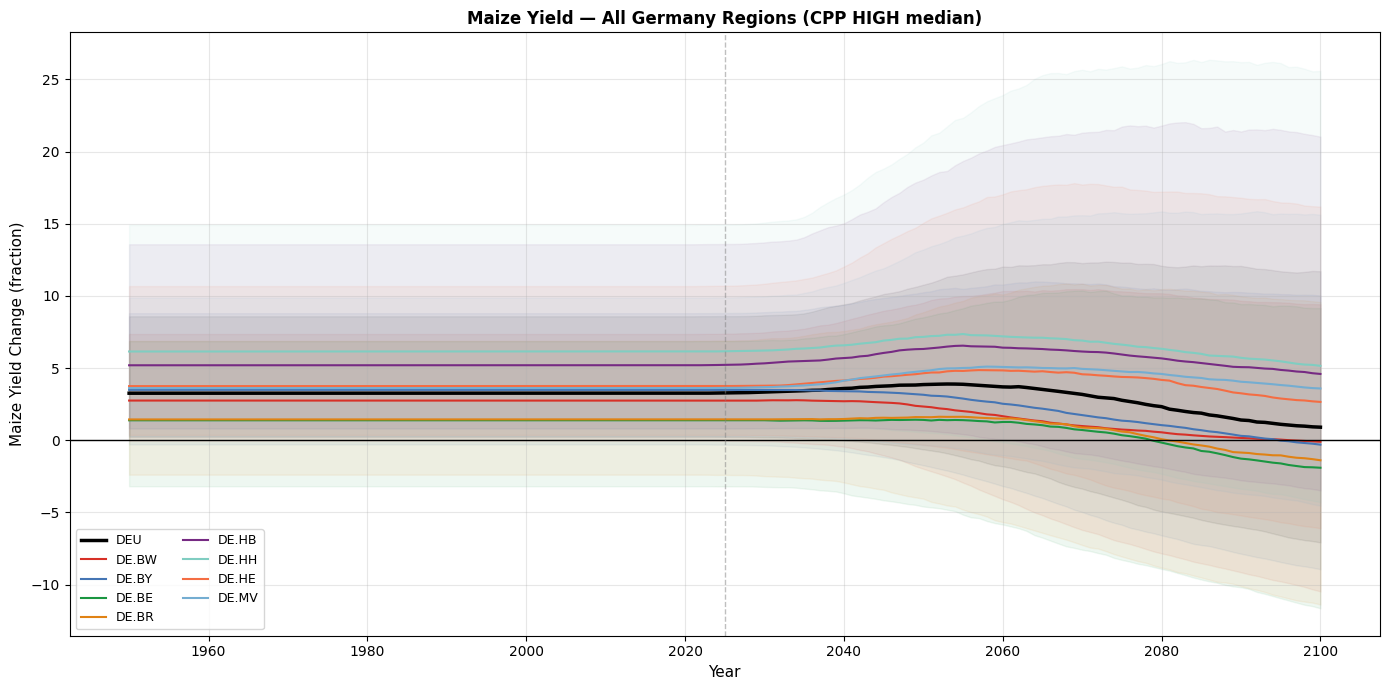 Maize Yield — All Germany Regions (CPP HIGH median)
Maize Yield Change (fraction)
25
20
15
10
5
0
−5
−10
DEU
DE.BW
DE.BY
DE.BE
DE.BR
DE.HB
DE.HH
DE.HE
DE.MV
1960
1980
2000
2020
2040
2060
2080
2100
Year